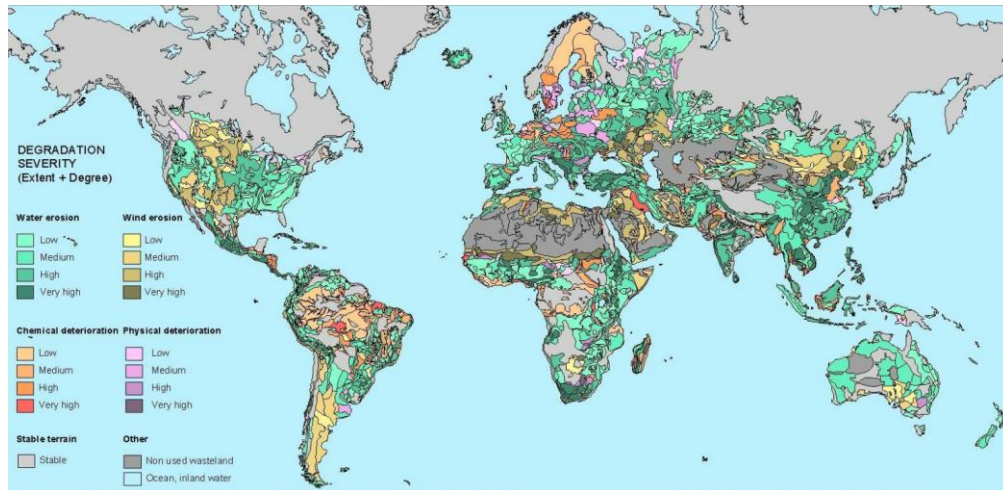 DEGRADATION
SEVERITY
(Extent + Degree)
Water erosion
Low
Medium
High
Very high
Wind erosion
Low
Medium
High
Very high
Chemical deterioration
Low
Medium
High
Very high
Physical deterioration
Low
Medium
High
Very high
Stable terrain
Stable
Other
Non used wasteland
Ocean, inland water